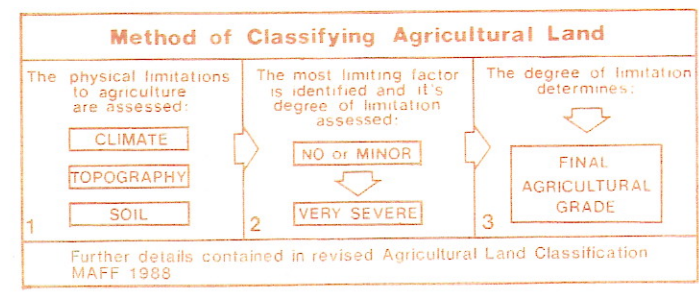 Method of Classifying Agricultural Land
The physical limitations
to agriculture
are assessed:
CLIMATE
TOPOGRAPHY
SOIL
1
The most limiting factor
is identified and it's
degree of limitation
assessed:
NO or MINOR
VERY SEVERE
2
The degree of limitation
determines:
FINAL
AGRICULTURAL
GRADE
3
Further details contained in revised Agricultural Land Classification
MAFF 1988